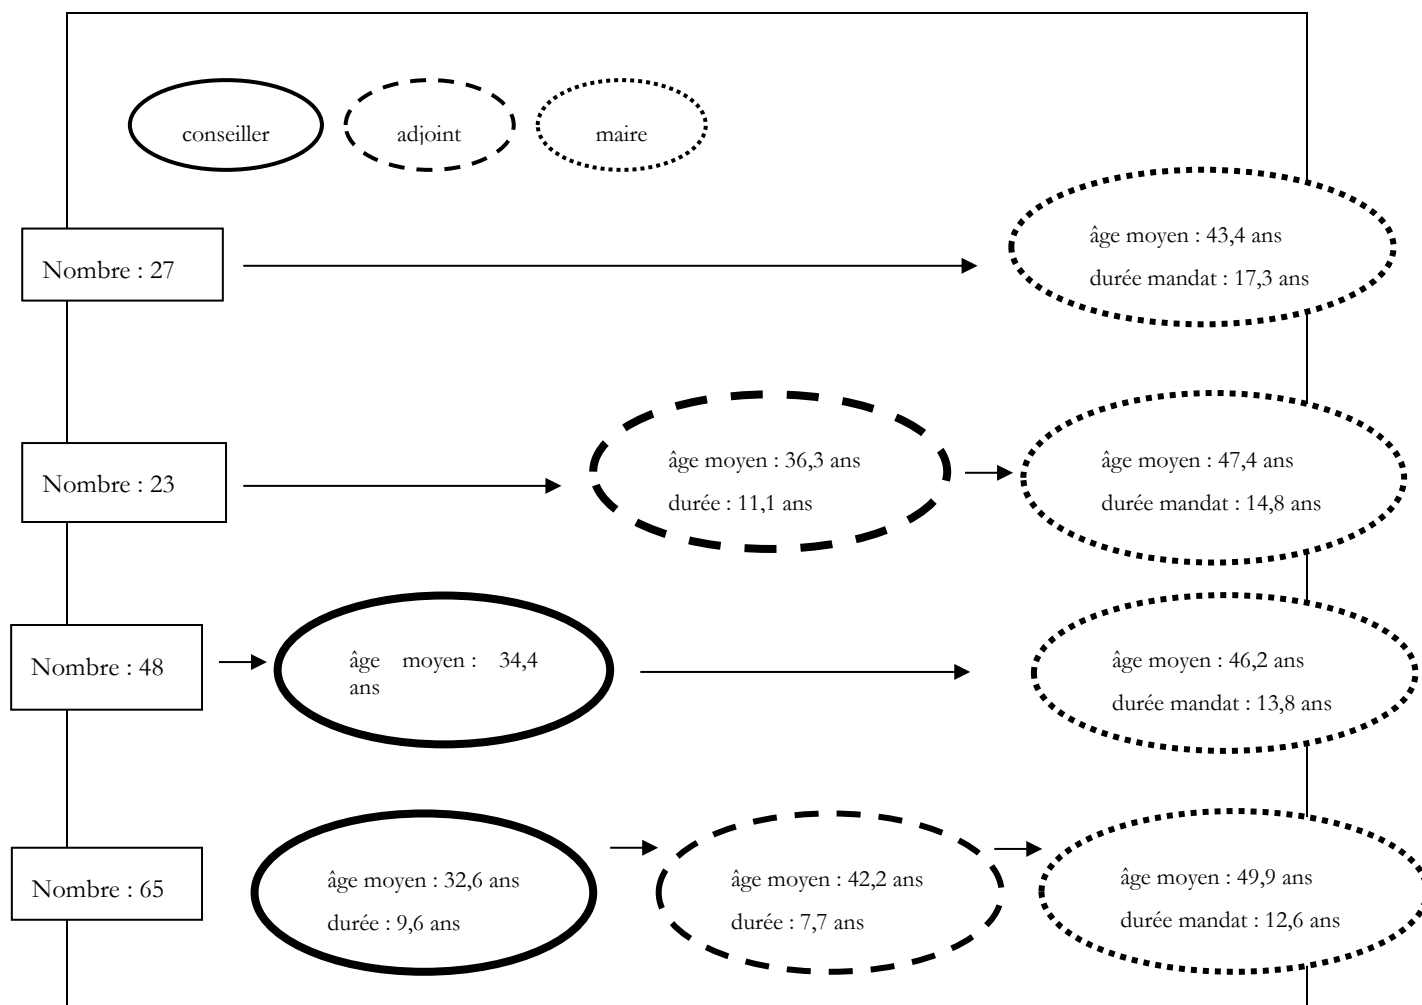 conseiller
adjoint
maire
Nombre : 27
âge moyen : 43,4 ans
durée mandat : 17,3 ans
Nombre : 23
âge moyen : 36,3 ans
durée : 11,1 ans
âge moyen : 47,4 ans
durée mandat : 14,8 ans
Nombre : 48
âge moyen : 34,4
ans
âge moyen : 46,2 ans
durée mandat : 13,8 ans
Nombre : 65
âge moyen : 32,6 ans
durée : 9,6 ans
âge moyen : 42,2 ans
durée : 7,7 ans
âge moyen : 49,9 ans
durée mandat : 12,6 ans